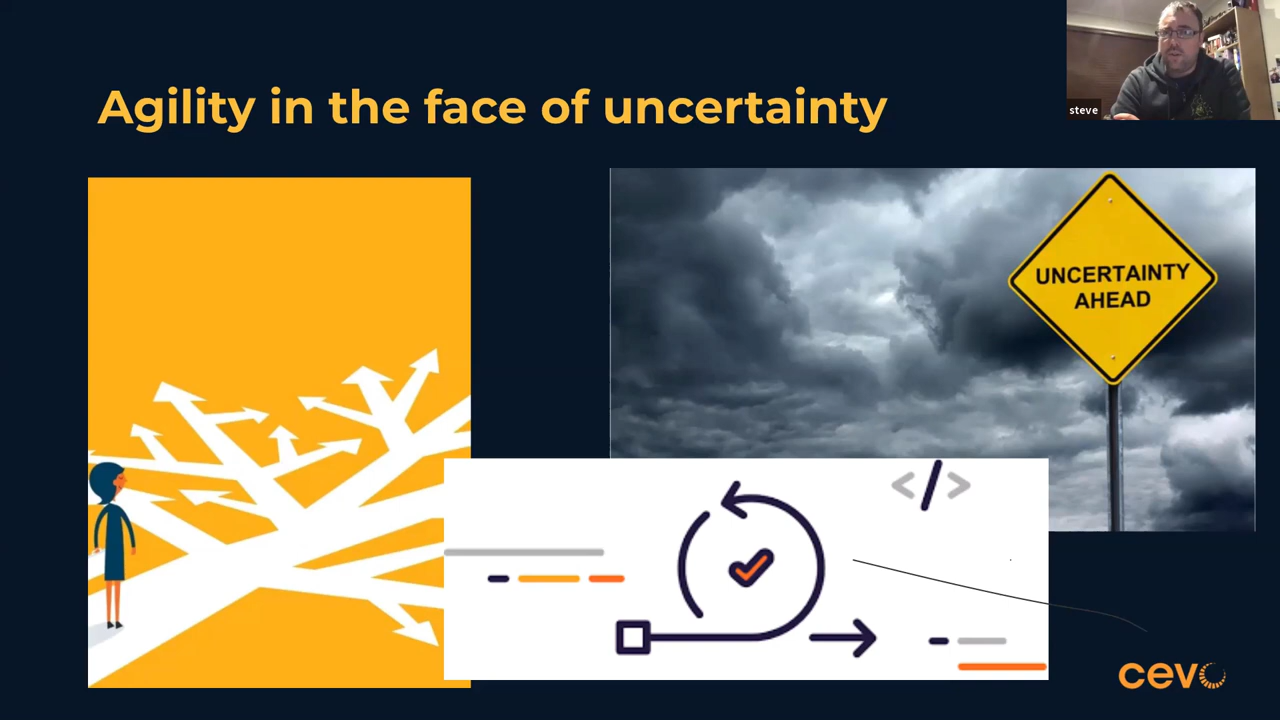 Agility in the face of uncertainty
steve
UNCERTAINTY
AHEAD
</>
cevo